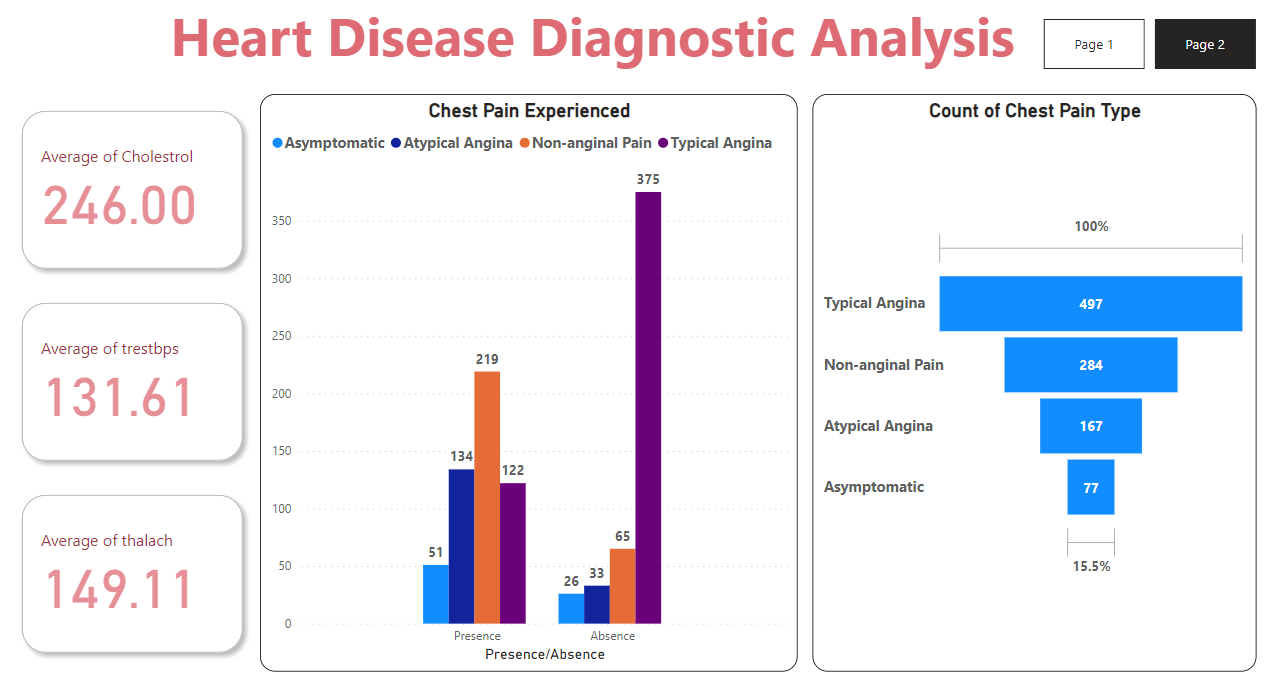 Heart Disease Diagnostic Analysis
Page 1
Page 2
Average of Cholestrol
246.00
Average of trestbps
131.61
Average of thalach
149.11
Chest Pain Experienced
Asymptomatic Atypical Angina Non-anginal Pain Typical Angina
350
300
250
200
150
100
50
0
51
134
219
122
26
33
65
375
Presence
Absence
Presence/Absence
Count of Chest Pain Type
100%
Typical Angina 497
Non-anginal Pain 284
Atypical Angina 167
Asymptomatic 77
15.5%